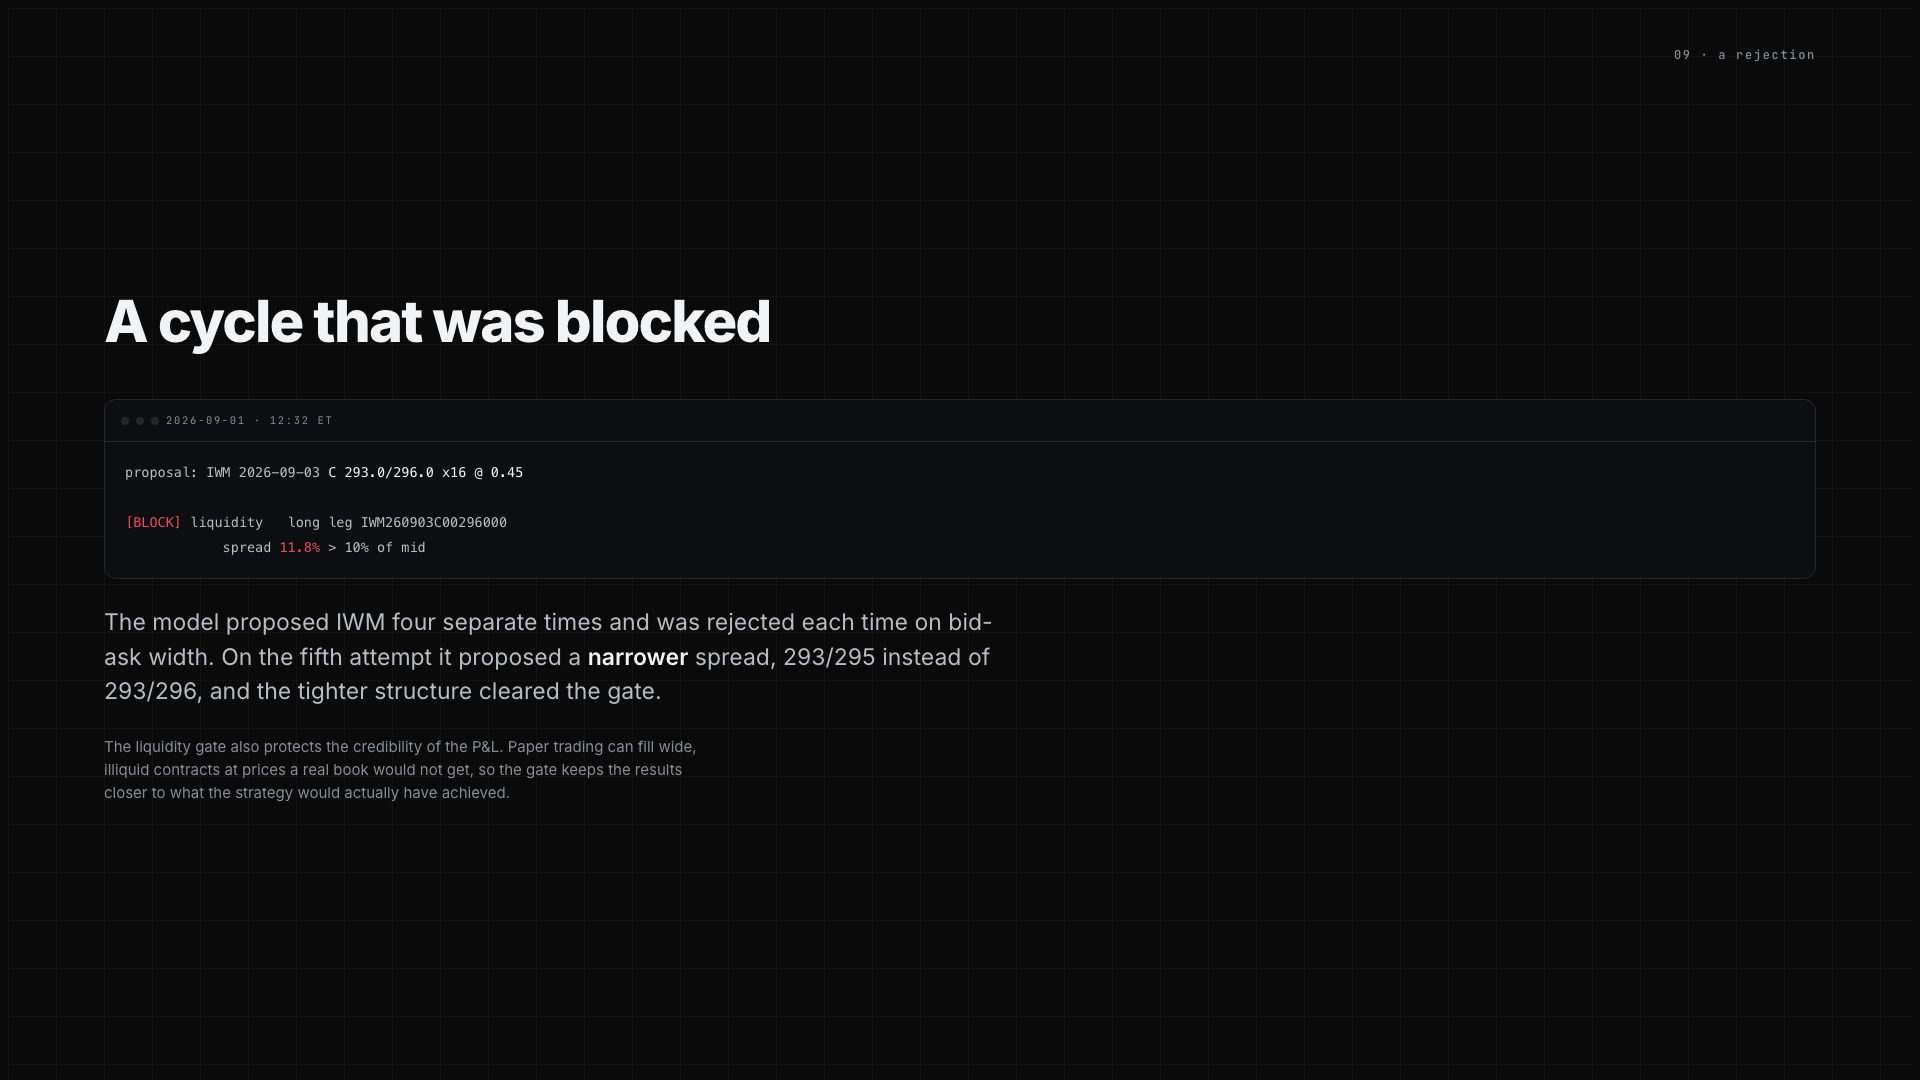 09 · a rejection
A cycle that was blocked
2026-09-01 · 12:32 ET
proposal: IWM 2026-09-03 C 293.0/296.0 x16 @ 0.45
[BLOCK] liquidity long leg IWM260903C00296000
spread 11.8% > 10% of mid
The model proposed IWM four separate times and was rejected each time on bid-
ask width. On the fifth attempt it proposed a narrower spread, 293/295 instead of
293/296, and the tighter structure cleared the gate.
The liquidity gate also protects the credibility of the P&L. Paper trading can fill wide,
illiquid contracts at prices a real book would not get, so the gate keeps the results
closer to what the strategy would actually have achieved.